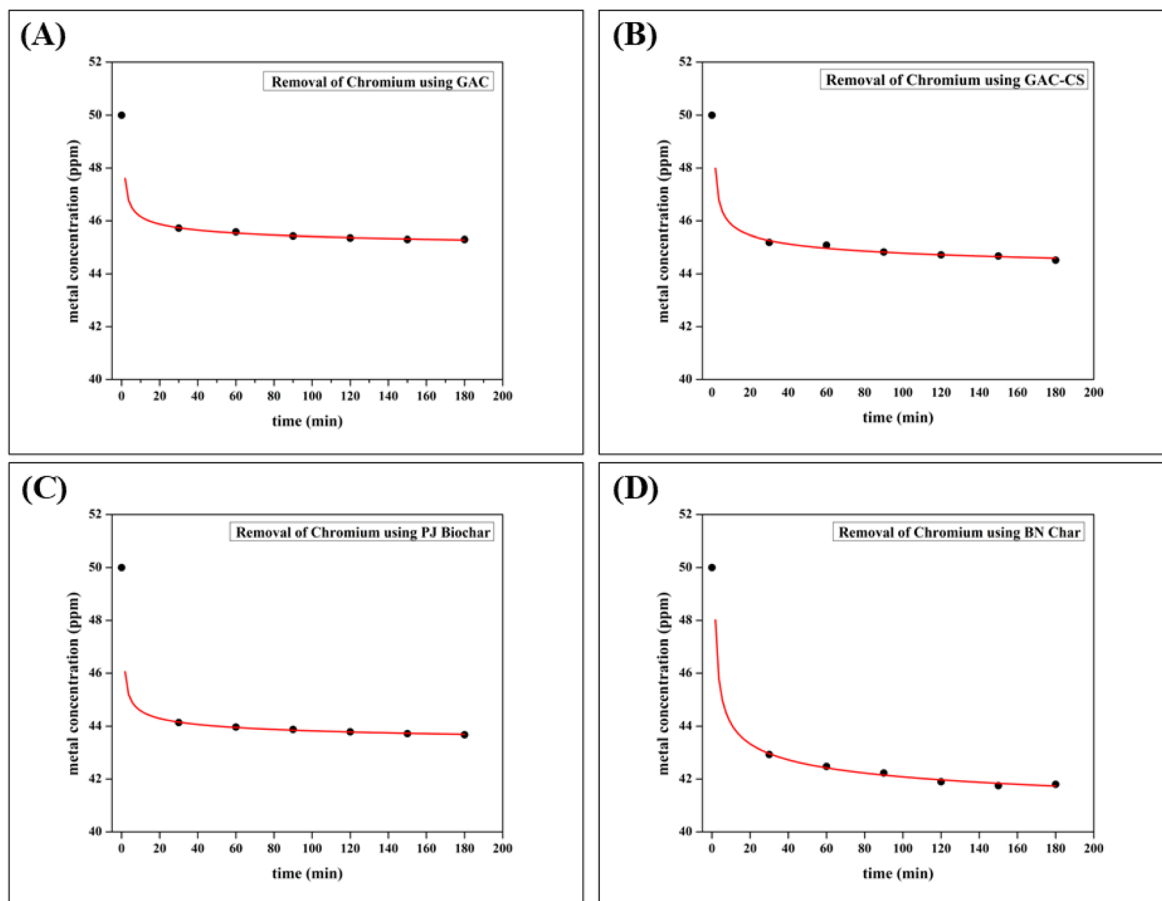 (A)
Removal of Chromium using GAC
metal concentration (ppm)
52
50
48
46
44
42
40
0 20 40 60 80 100 120 140 160 180 200
time (min)
(B)
Removal of Chromium using GAC-CS
metal concentration (ppm)
52
50
48
46
44
42
40
0 20 40 60 80 100 120 140 160 180 200
time (min)
(C)
Removal of Chromium using PJ Biochar
metal concentration (ppm)
52
50
48
46
44
42
40
0 20 40 60 80 100 120 140 160 180 200
time (min)
(D)
Removal of Chromium using BN Char
metal concentration (ppm)
52
50
48
46
44
42
40
0 20 40 60 80 100 120 140 160 180 200
time (min)